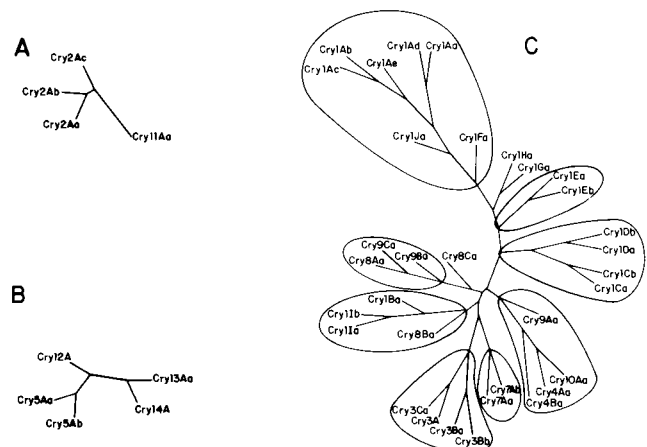 A
Cry2Ac
Cry2Ab
Cry2Aa
Cry11Aa
B
Cry12A
Cry13Aa
Cry5Aa
Cry14A
Cry5Ab
C
Cry1Ad
Cry1Aa
Cry1Ab
Cry1Ae
Cry1Ac
Cry1Ja
Cry1Fa
Cry1Ha
Cry1Ga
Cry1Ea
Cry1Eb
Cry1Db
Cry1Da
Cry1Cb
Cry1Ca
Cry9Ca
Cry9Ba
Cry8Ca
Cry8Aa
Cry1Ba
Cry1Ib
Cry1Ia
Cry8Ba
Cry9Aa
Cry10Aa
Cry4Aa
Cry4Ba
Cry7Ab
Cry7Aa
Cry3Ca
Cry3A
Cry3Ba
Cry3Bb